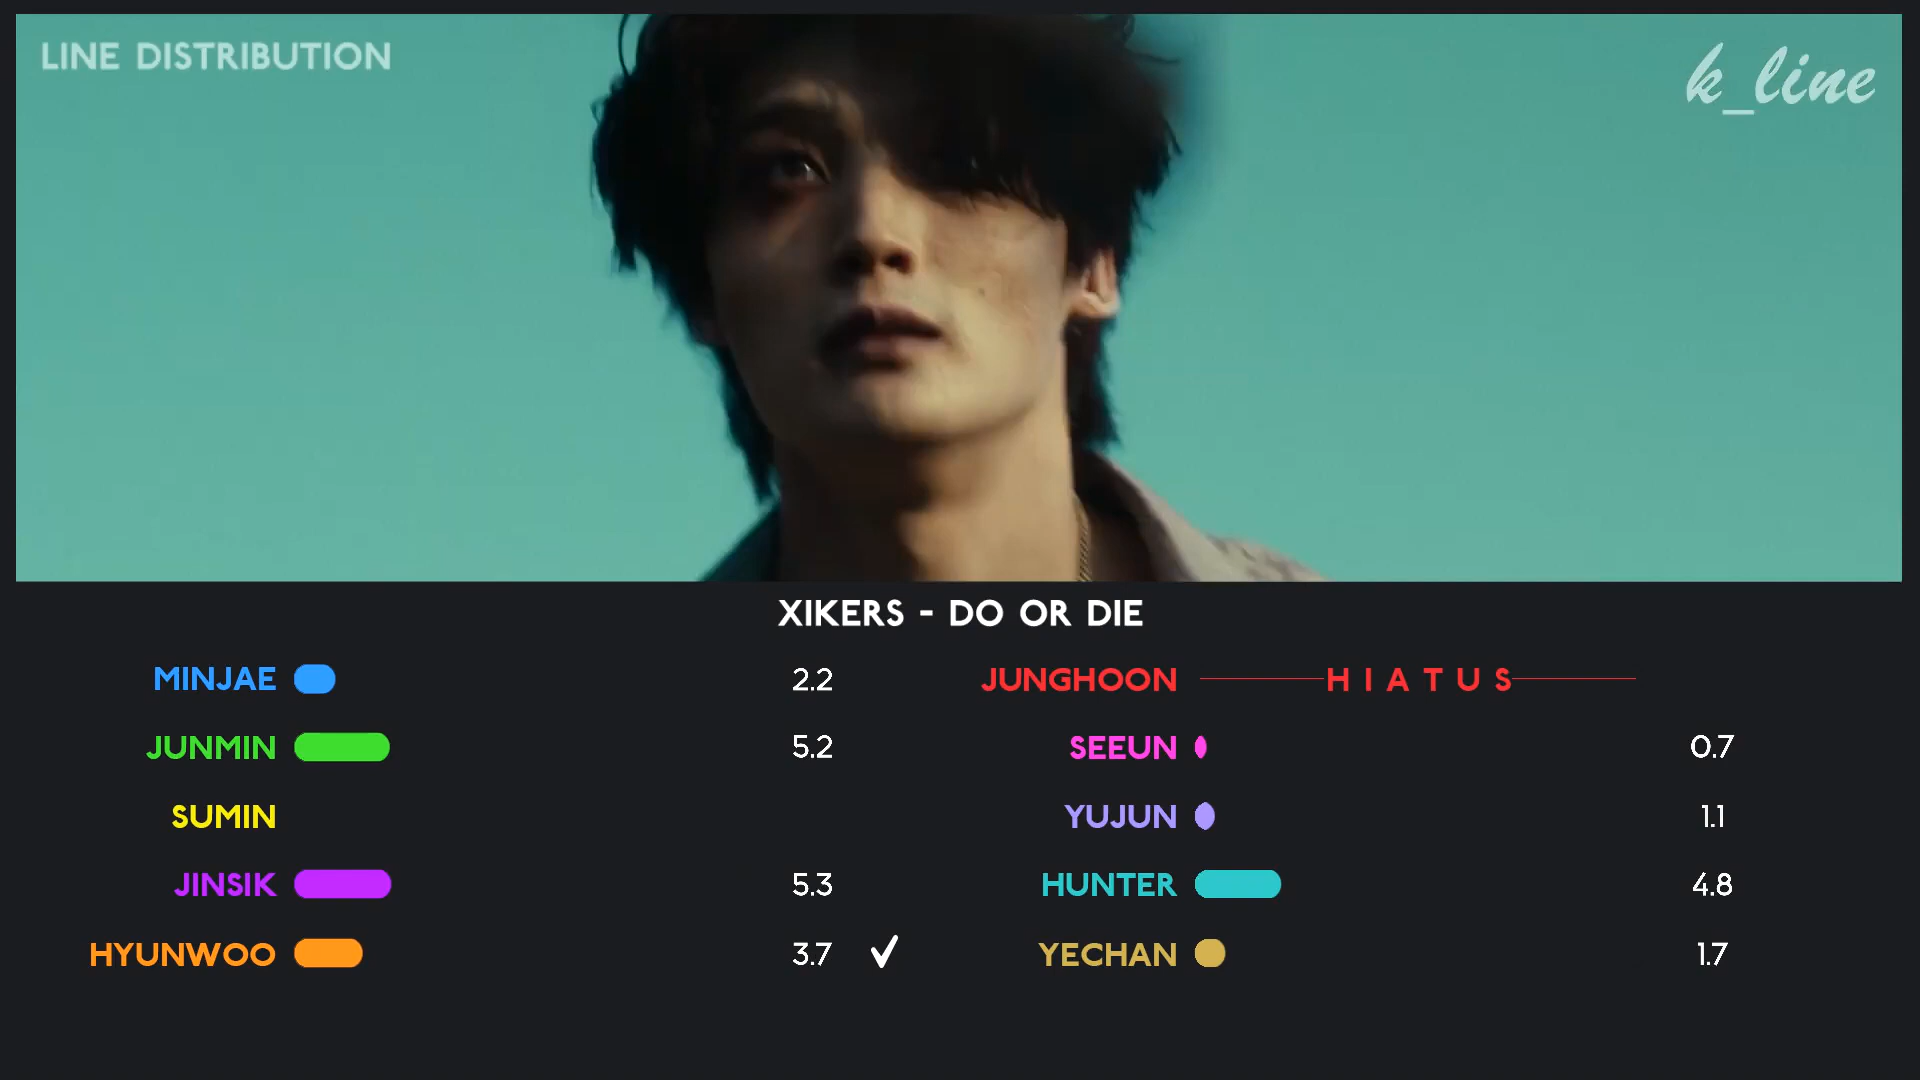 LINE DISTRIBUTION
k_line
XIKERS - DO OR DIE
MINJAE 2.2
JUNMIN 5.2
SUMIN
JINSIK 5.3
HYUNWOO 3.7 ✓
JUNGHOON HIATUS
SEEUN 0.7
YUJUN 1.1
HUNTER 4.8
YECHAN 1.7